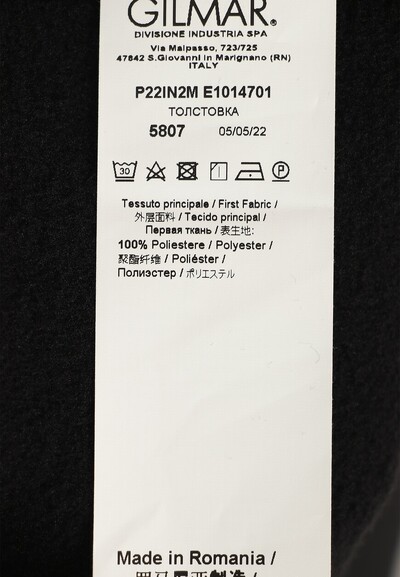 GILMAR®
DIVISIONE INDUSTRIA SPA
Via Malpasso, 723/725
47842 S.Giovanni in Marignano (RN)
ITALY
P22IN2M E1014701
ТОЛСТОВКА
5807 05/05/22
30
P
Tessuto principale / First Fabric /
外层面料 / Tecido principal /
Первая ткань / 表生地:
100% Poliestere / Polyester /
聚酯纤维 / Poliéster /
Полиэстер / ポリエステル
Made in Romania /